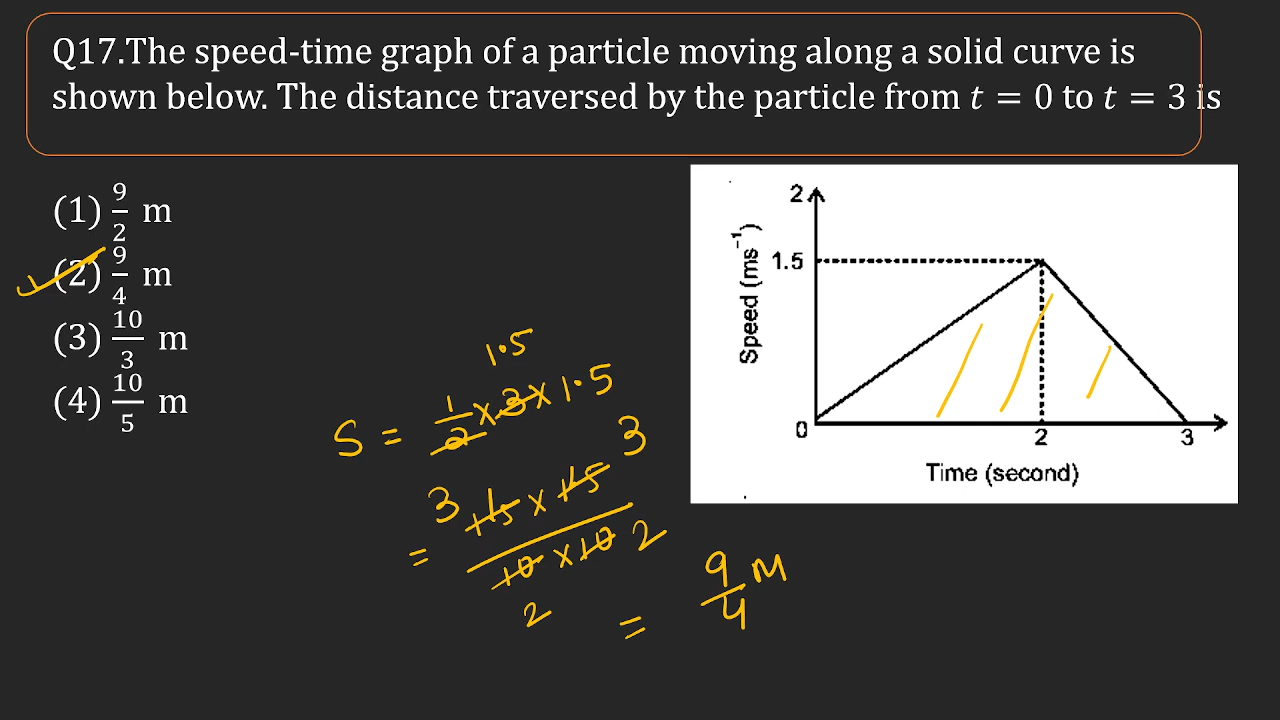 Q17.The speed-time graph of a particle moving along a solid curve is
shown below. The distance traversed by the particle from t = 0 to t = 3 is
(1) 9/2 m
(2) 9/4 m
(3) 10/3 m
(4) 10/5 m
2
1.5
Speed (ms⁻¹)
0
2
3
Time (second)
1.5
S = 1/2 × 3 × 1.5
3
3
= 15 × 15 / 10 × 10
2
2
= 9/4 M